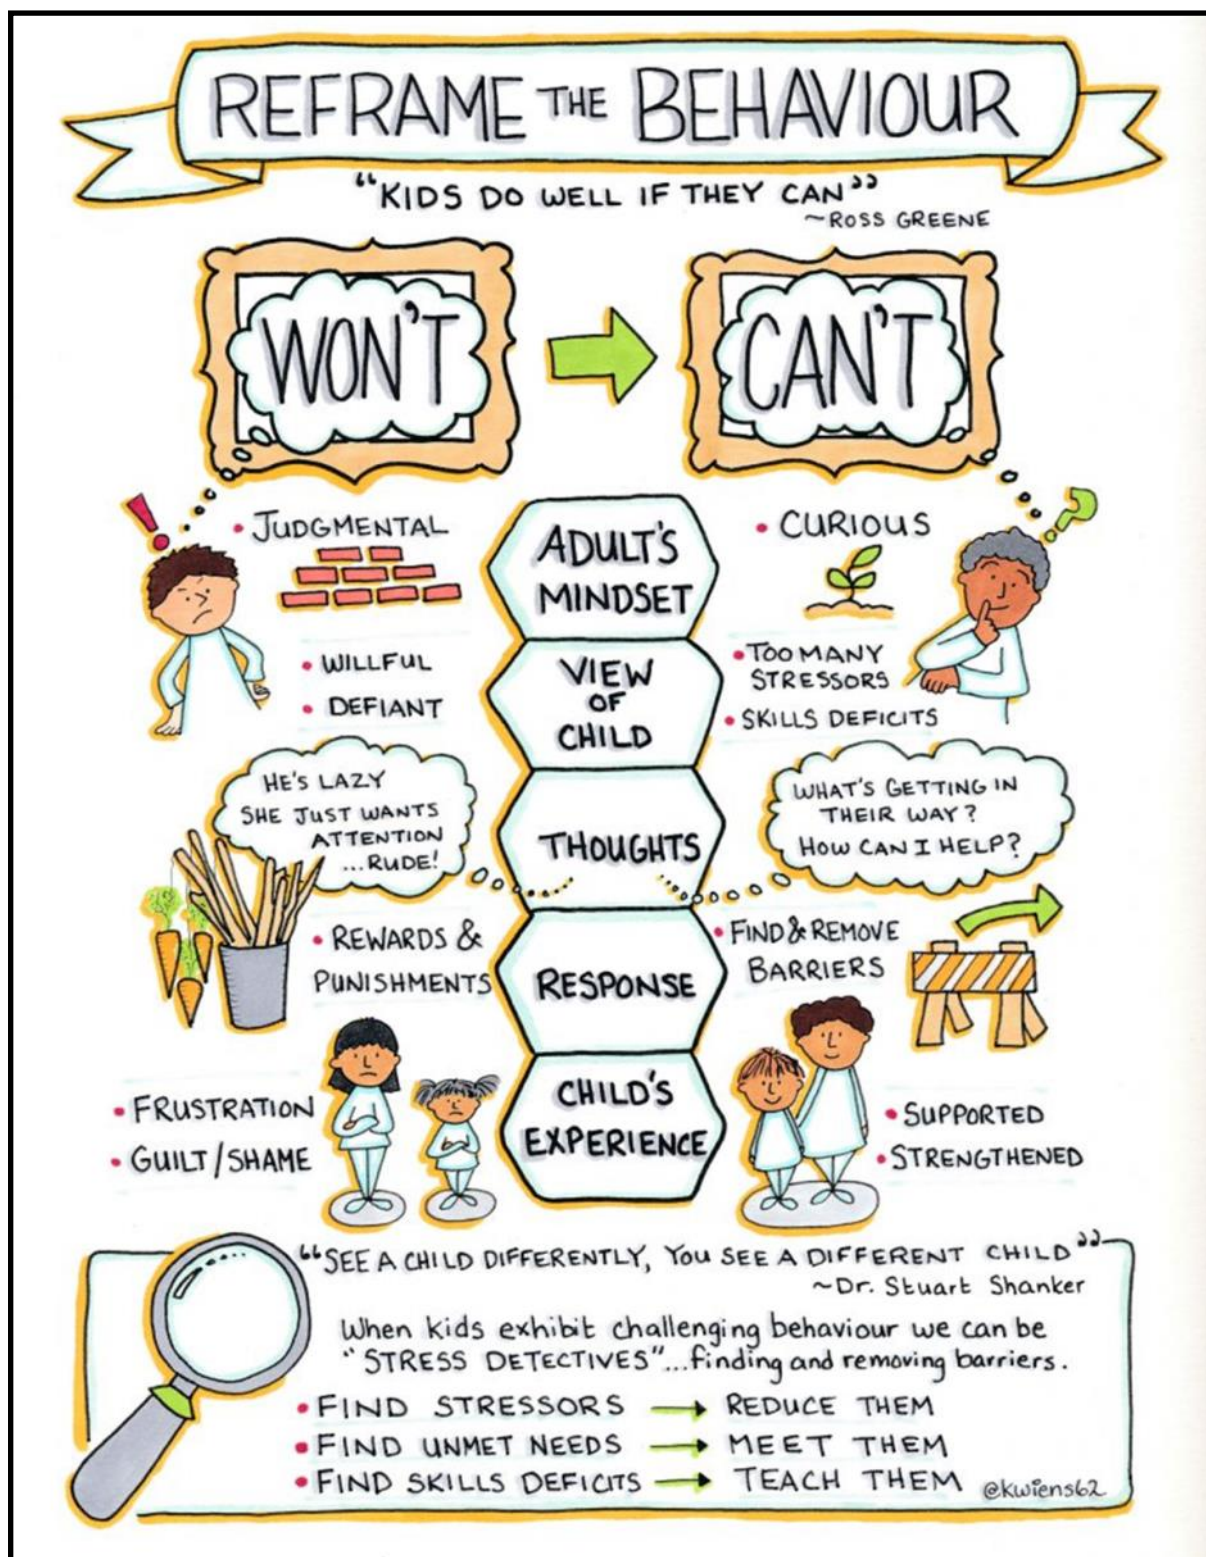 REFRAME THE BEHAVIOUR
“KIDS DO WELL IF THEY CAN”
~ROSS GREENE
WON'T
CAN'T
• JUDGMENTAL
ADULT'S
MINDSET
• CURIOUS
• WILLFUL
• DEFIANT
VIEW
OF
CHILD
• TOO MANY
STRESSORS
• SKILLS DEFICITS
HE'S LAZY
SHE JUST WANTS
ATTENTION
...RUDE!
THOUGHTS
WHAT'S GETTING IN
THEIR WAY?
HOW CAN I HELP?
• REWARDS &
PUNISHMENTS
RESPONSE
• FIND & REMOVE
BARRIERS
• FRUSTRATION
• GUILT/SHAME
CHILD'S
EXPERIENCE
• SUPPORTED
• STRENGTHENED
“SEE A CHILD DIFFERENTLY, YOU SEE A DIFFERENT CHILD”
~Dr. Stuart Shanker
When kids exhibit challenging behaviour we can be
“STRESS DETECTIVES”...finding and removing barriers.
• FIND STRESSORS → REDUCE THEM
• FIND UNMET NEEDS → MEET THEM
• FIND SKILLS DEFICITS → TEACH THEM
@kwiens62